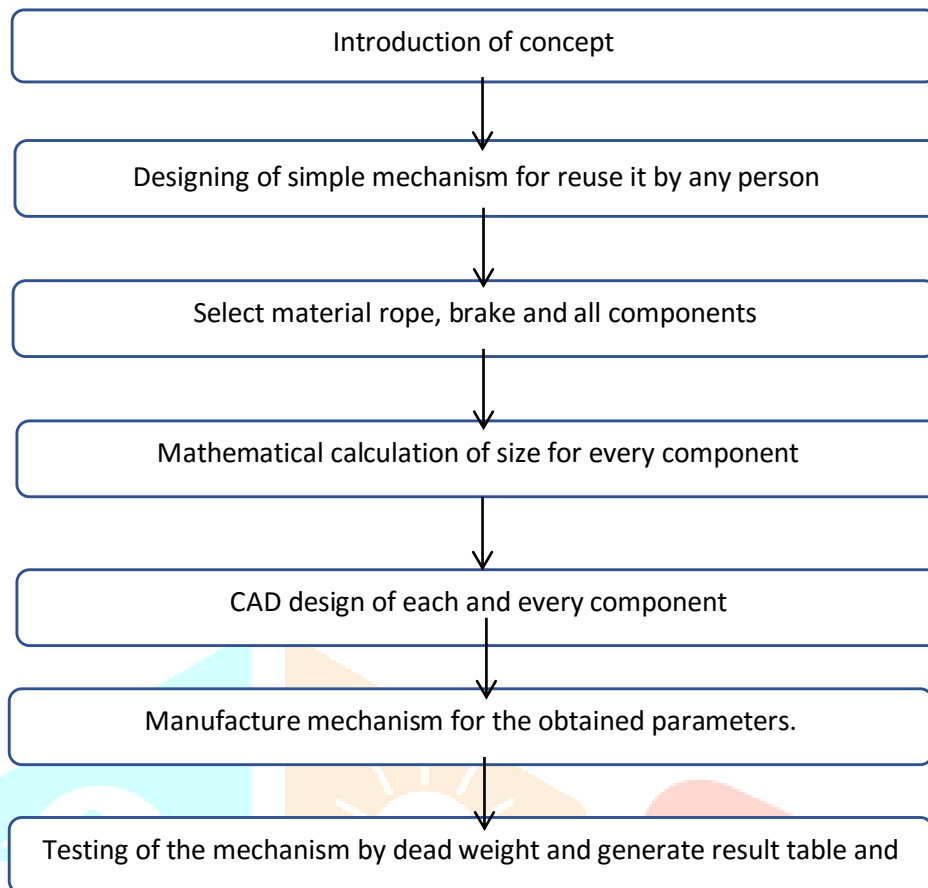 Introduction of concept
Designing of simple mechanism for reuse it by any person
Select material rope, brake and all components
Mathematical calculation of size for every component
CAD design of each and every component
Manufacture mechanism for the obtained parameters.
Testing of the mechanism by dead weight and generate result table and